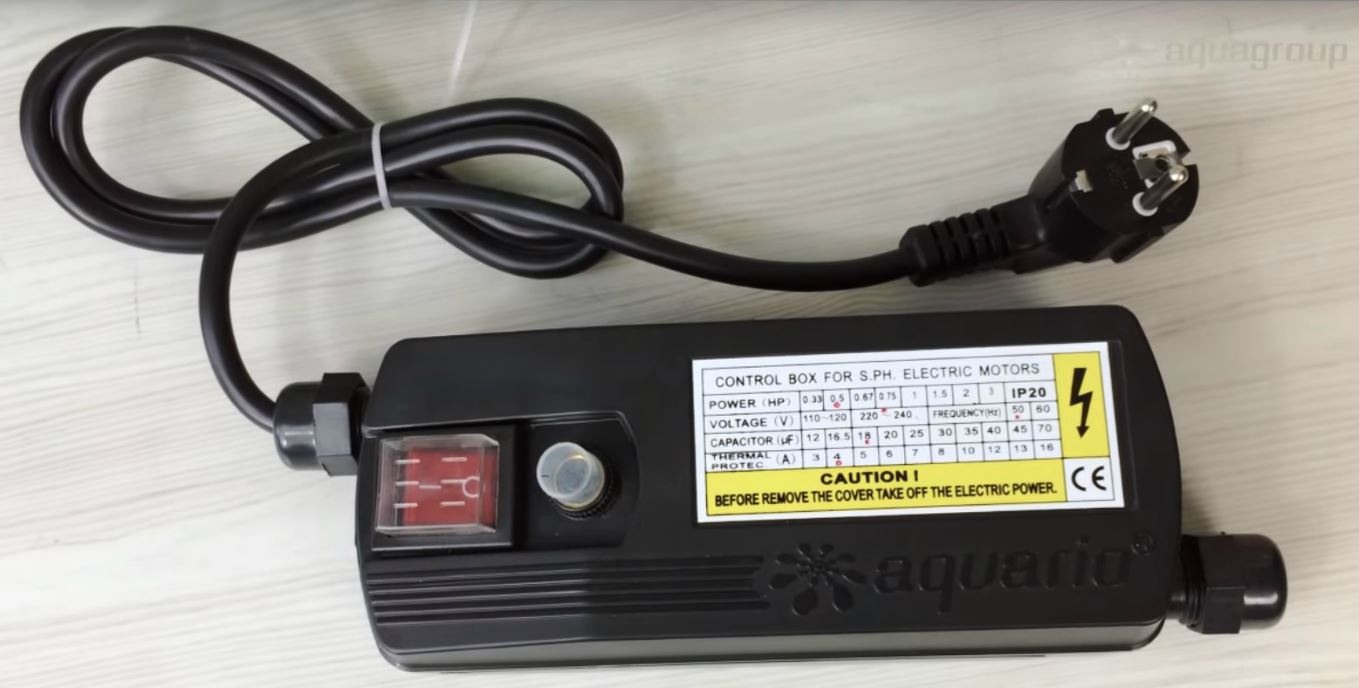 aquagroup
CONTROL BOX FOR S.PH. ELECTRIC MOTORS
POWER (HP) 0.33 0.5 0.67 0.75 1 1.5 2 3 IP20
VOLTAGE (V) 110~120 220~240 FREQUENCY(Hz) 50 60
CAPACITOR (µF) 12 16.5 18 20 25 30 35 40 45 70
THERMAL PROTEC. (A) 3 4 5 6 7 8 10 12 13 16
CAUTION !
BEFORE REMOVE THE COVER TAKE OFF THE ELECTRIC POWER.
CE
aquario®